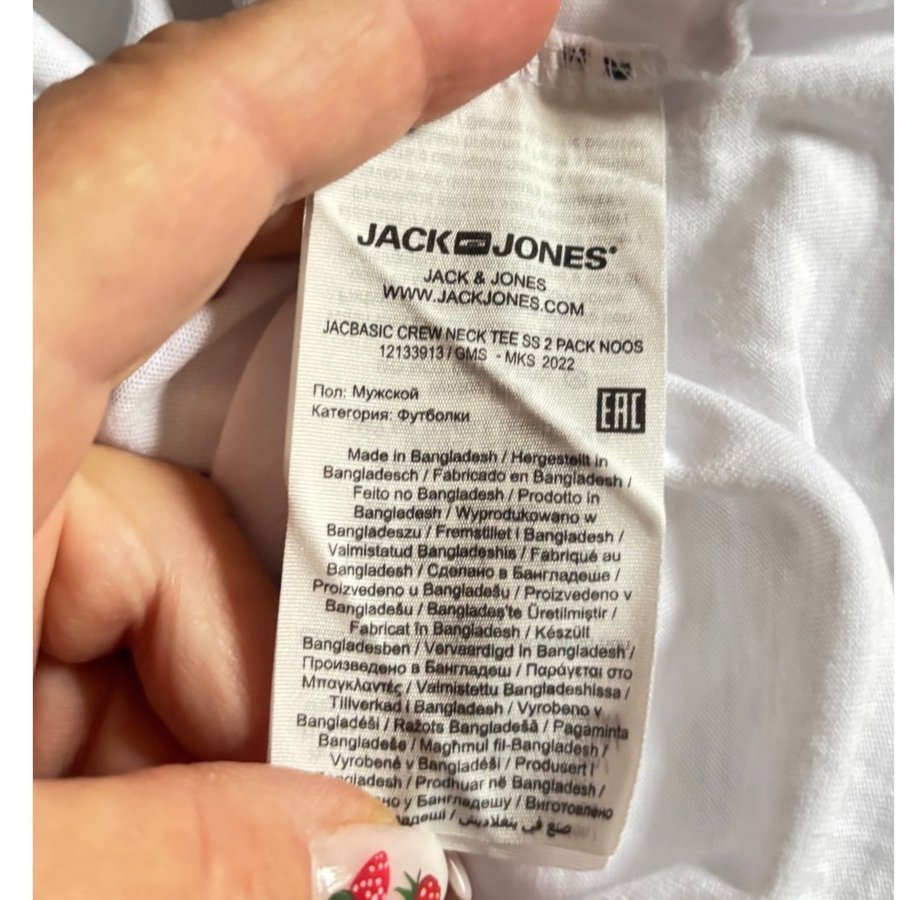 JACK JONES®
JACK & JONES
WWW.JACKJONES.COM
JACBASIC CREW NECK TEE SS 2 PACK NOOS
12133913 / GMS - MKS 2022
Пол: Мужской
Категория: Футболки
EAC
Made in Bangladesh / Hergestellt in
Bangladesch / Fabricado en Bangladesh /
Feito no Bangladesh / Prodotto in
Bangladesh / Wyprodukowano w
Bangladeszu / Fremstillet i Bangladesh /
Valmistatud Bangladeshis / Fabriqué au
Bangladesh / Сделано в Бангладеше /
Proizvedeno u Bangladešu / Proizvedeno v
Bangladešu / Bangladeş'te Üretilmiştir /
Fabricat în Bangladesh / Készült
Bangladesben / Vervaardigd in Bangladesh /
Произведено в Бангладеш / Παράγεται στο
Μπαγκλαντές / Valmistettu Bangladeshissa /
Tillverkad i Bangladesh / Vyrobeno v
Bangladéši / Ražots Bangladešā / Pagaminta
Bangladeše / Magħmul fil-Bangladesh /
Vyrobené v Bangladéši / Produsert i
Bangladesh / Prodhuar në Bangladesh /
у Бангладешу / Виготовлено
صنع في بنغلاديش /